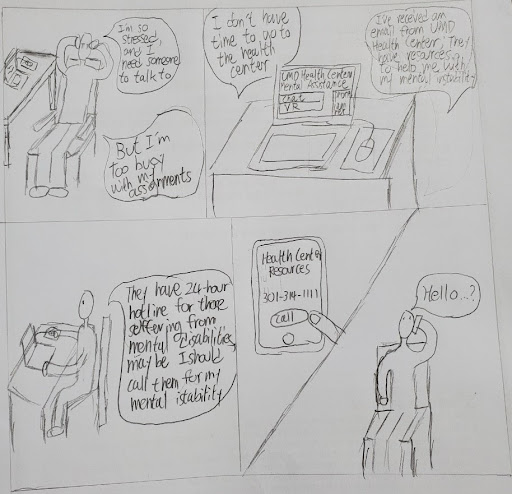 I'm so
stressed,
and I
need someone
to talk to
But I'm
too busy
with my
assignments
I don't have
time to go to
the health
center
UMD Health Center
Mental Assistance
Chat
VR
I've received an
email from UMD
Health Center, They
have resources
to help me with
my mental instability
They have 24-hour
hotline for those
suffering from
mental disabilities,
maybe I should
call them for my
mental istability
Health Center
Resources
301-314-1111
call
Hello...?